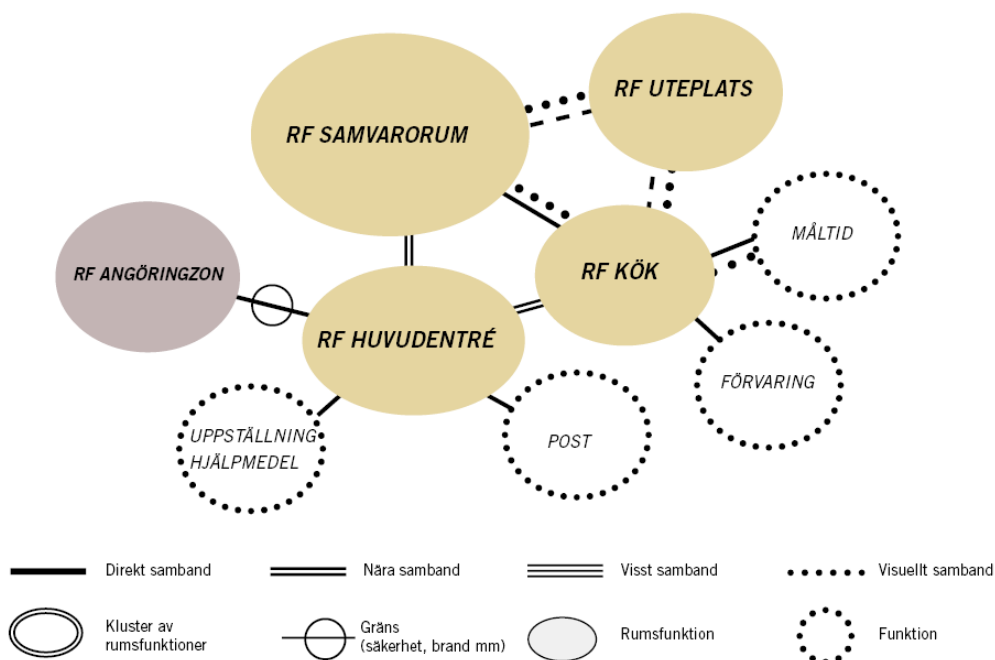 RF UTEPLATS
RF SAMVARORUM
MÅLTID
RF ANGÖRINGZON
RF KÖK
RF HUVUDENTRÉ
FÖRVARING
UPPSTÄLLNING
HJÄLPMEDEL
POST
Direkt samband
Nära samband
Visst samband
Visuellt samband
Kluster av
rumsfunktioner
Gräns
(säkerhet, brand mm)
Rumsfunktion
Funktion